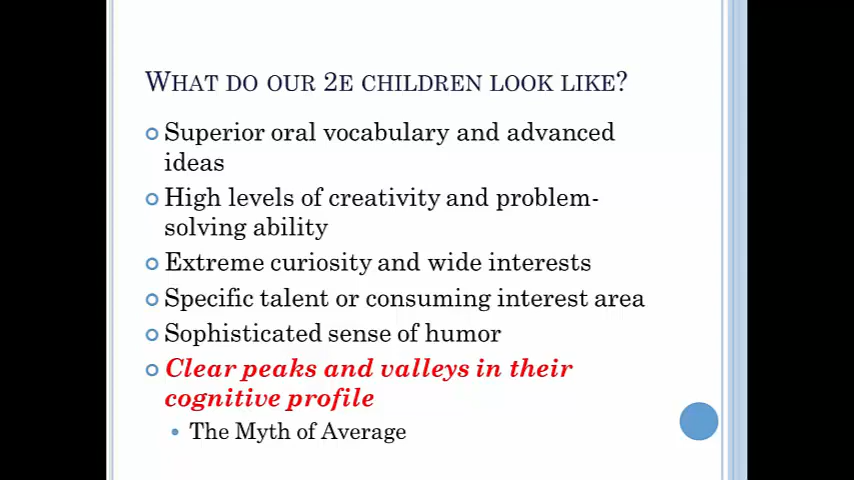 WHAT DO OUR 2E CHILDREN LOOK LIKE?
Superior oral vocabulary and advanced
ideas
High levels of creativity and problem-
solving ability
Extreme curiosity and wide interests
Specific talent or consuming interest area
Sophisticated sense of humor
Clear peaks and valleys in their
cognitive profile
The Myth of Average